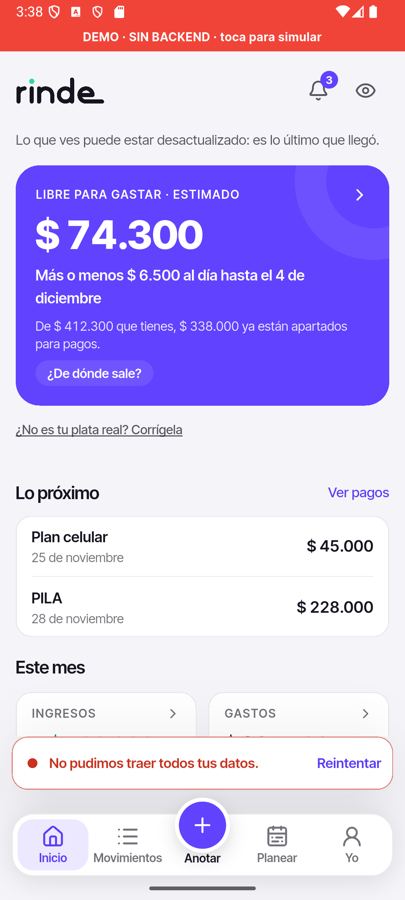 3:38
DEMO · SIN BACKEND · toca para simular
rinde
3
Lo que ves puede estar desactualizado: es lo último que llegó.
LIBRE PARA GASTAR · ESTIMADO
$ 74.300
Más o menos $ 6.500 al día hasta el 4 de
diciembre
De $ 412.300 que tienes, $ 338.000 ya están apartados
para pagos.
¿De dónde sale?
¿No es tu plata real? Corrígela
Lo próximo Ver pagos
Plan celular
25 de noviembre
$ 45.000
PILA
28 de noviembre
$ 228.000
Este mes
INGRESOS GASTOS
No pudimos traer todos tus datos. Reintentar
Inicio Movimientos Anotar Planear Yo